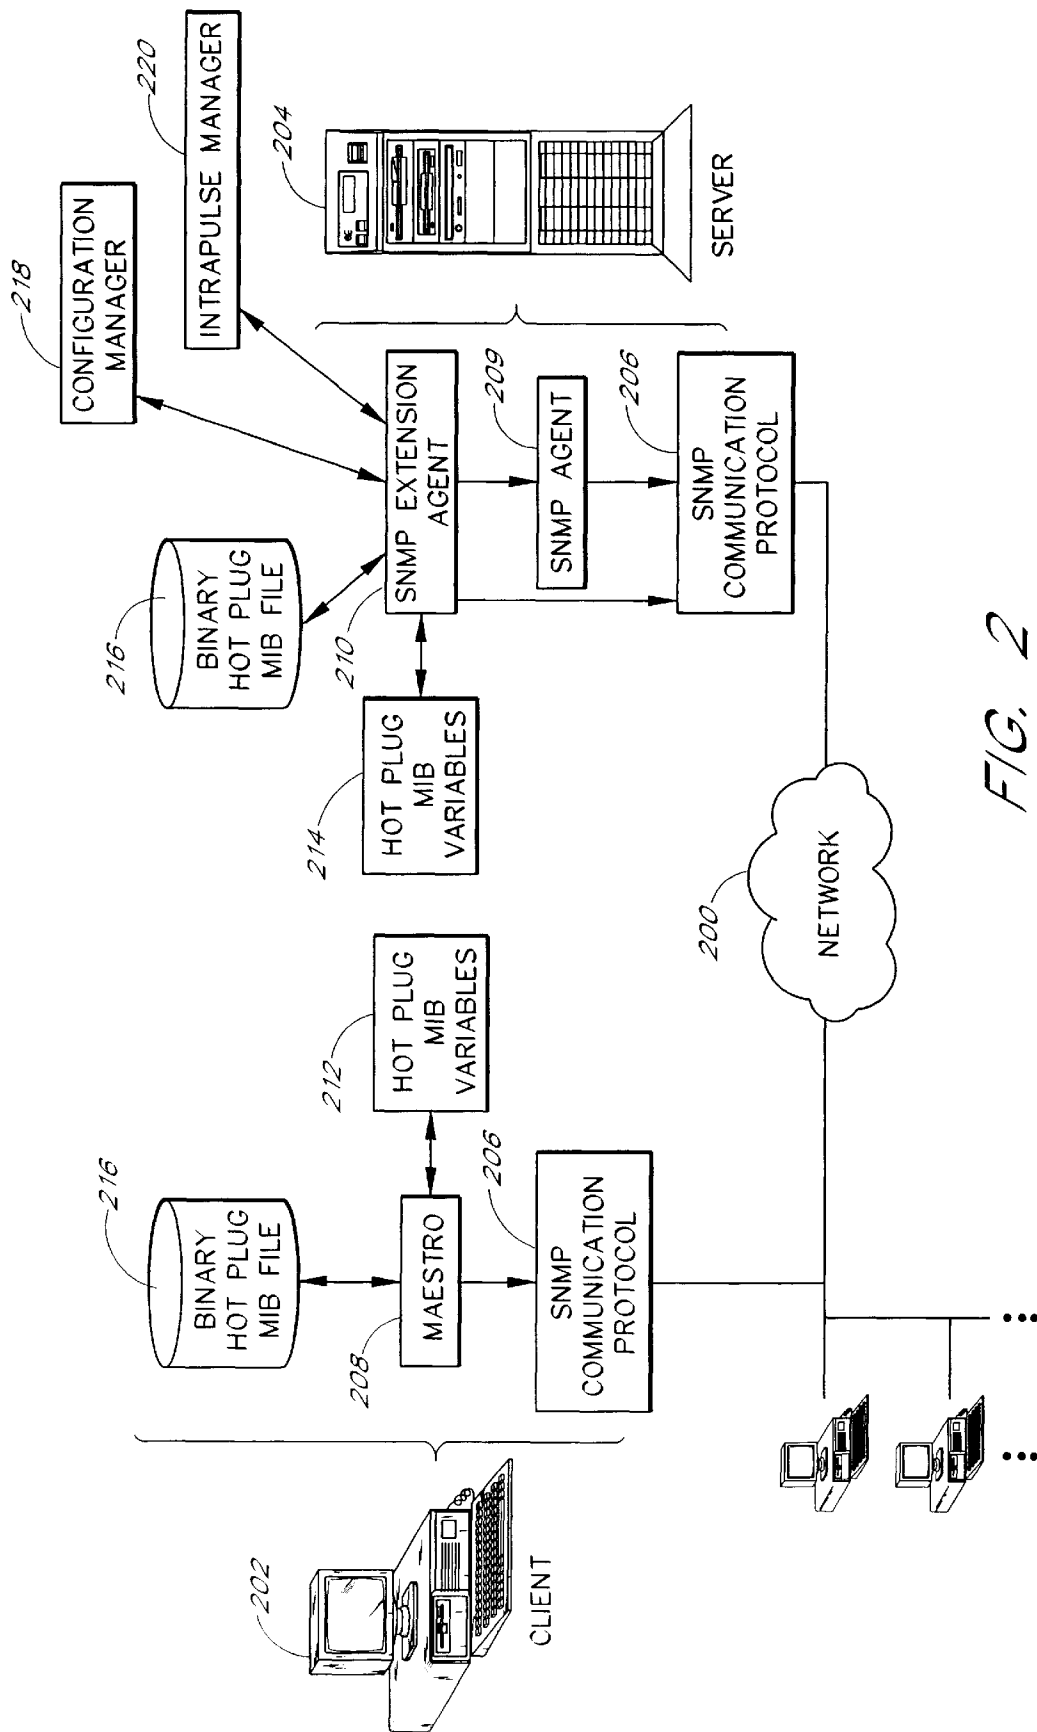 202
CLIENT
216
BINARY
HOT PLUG
MIB FILE
208
MAESTRO
212
HOT PLUG
MIB
VARIABLES
206
SNMP
COMMUNICATION
PROTOCOL
218
CONFIGURATION
MANAGER
220
INTRAPULSE MANAGER
216
BINARY
HOT PLUG
MIB FILE
214
HOT PLUG
MIB
VARIABLES
210
SNMP EXTENSION
AGENT
209
SNMP AGENT
206
SNMP
COMMUNICATION
PROTOCOL
204
SERVER
200
NETWORK
FIG. 2